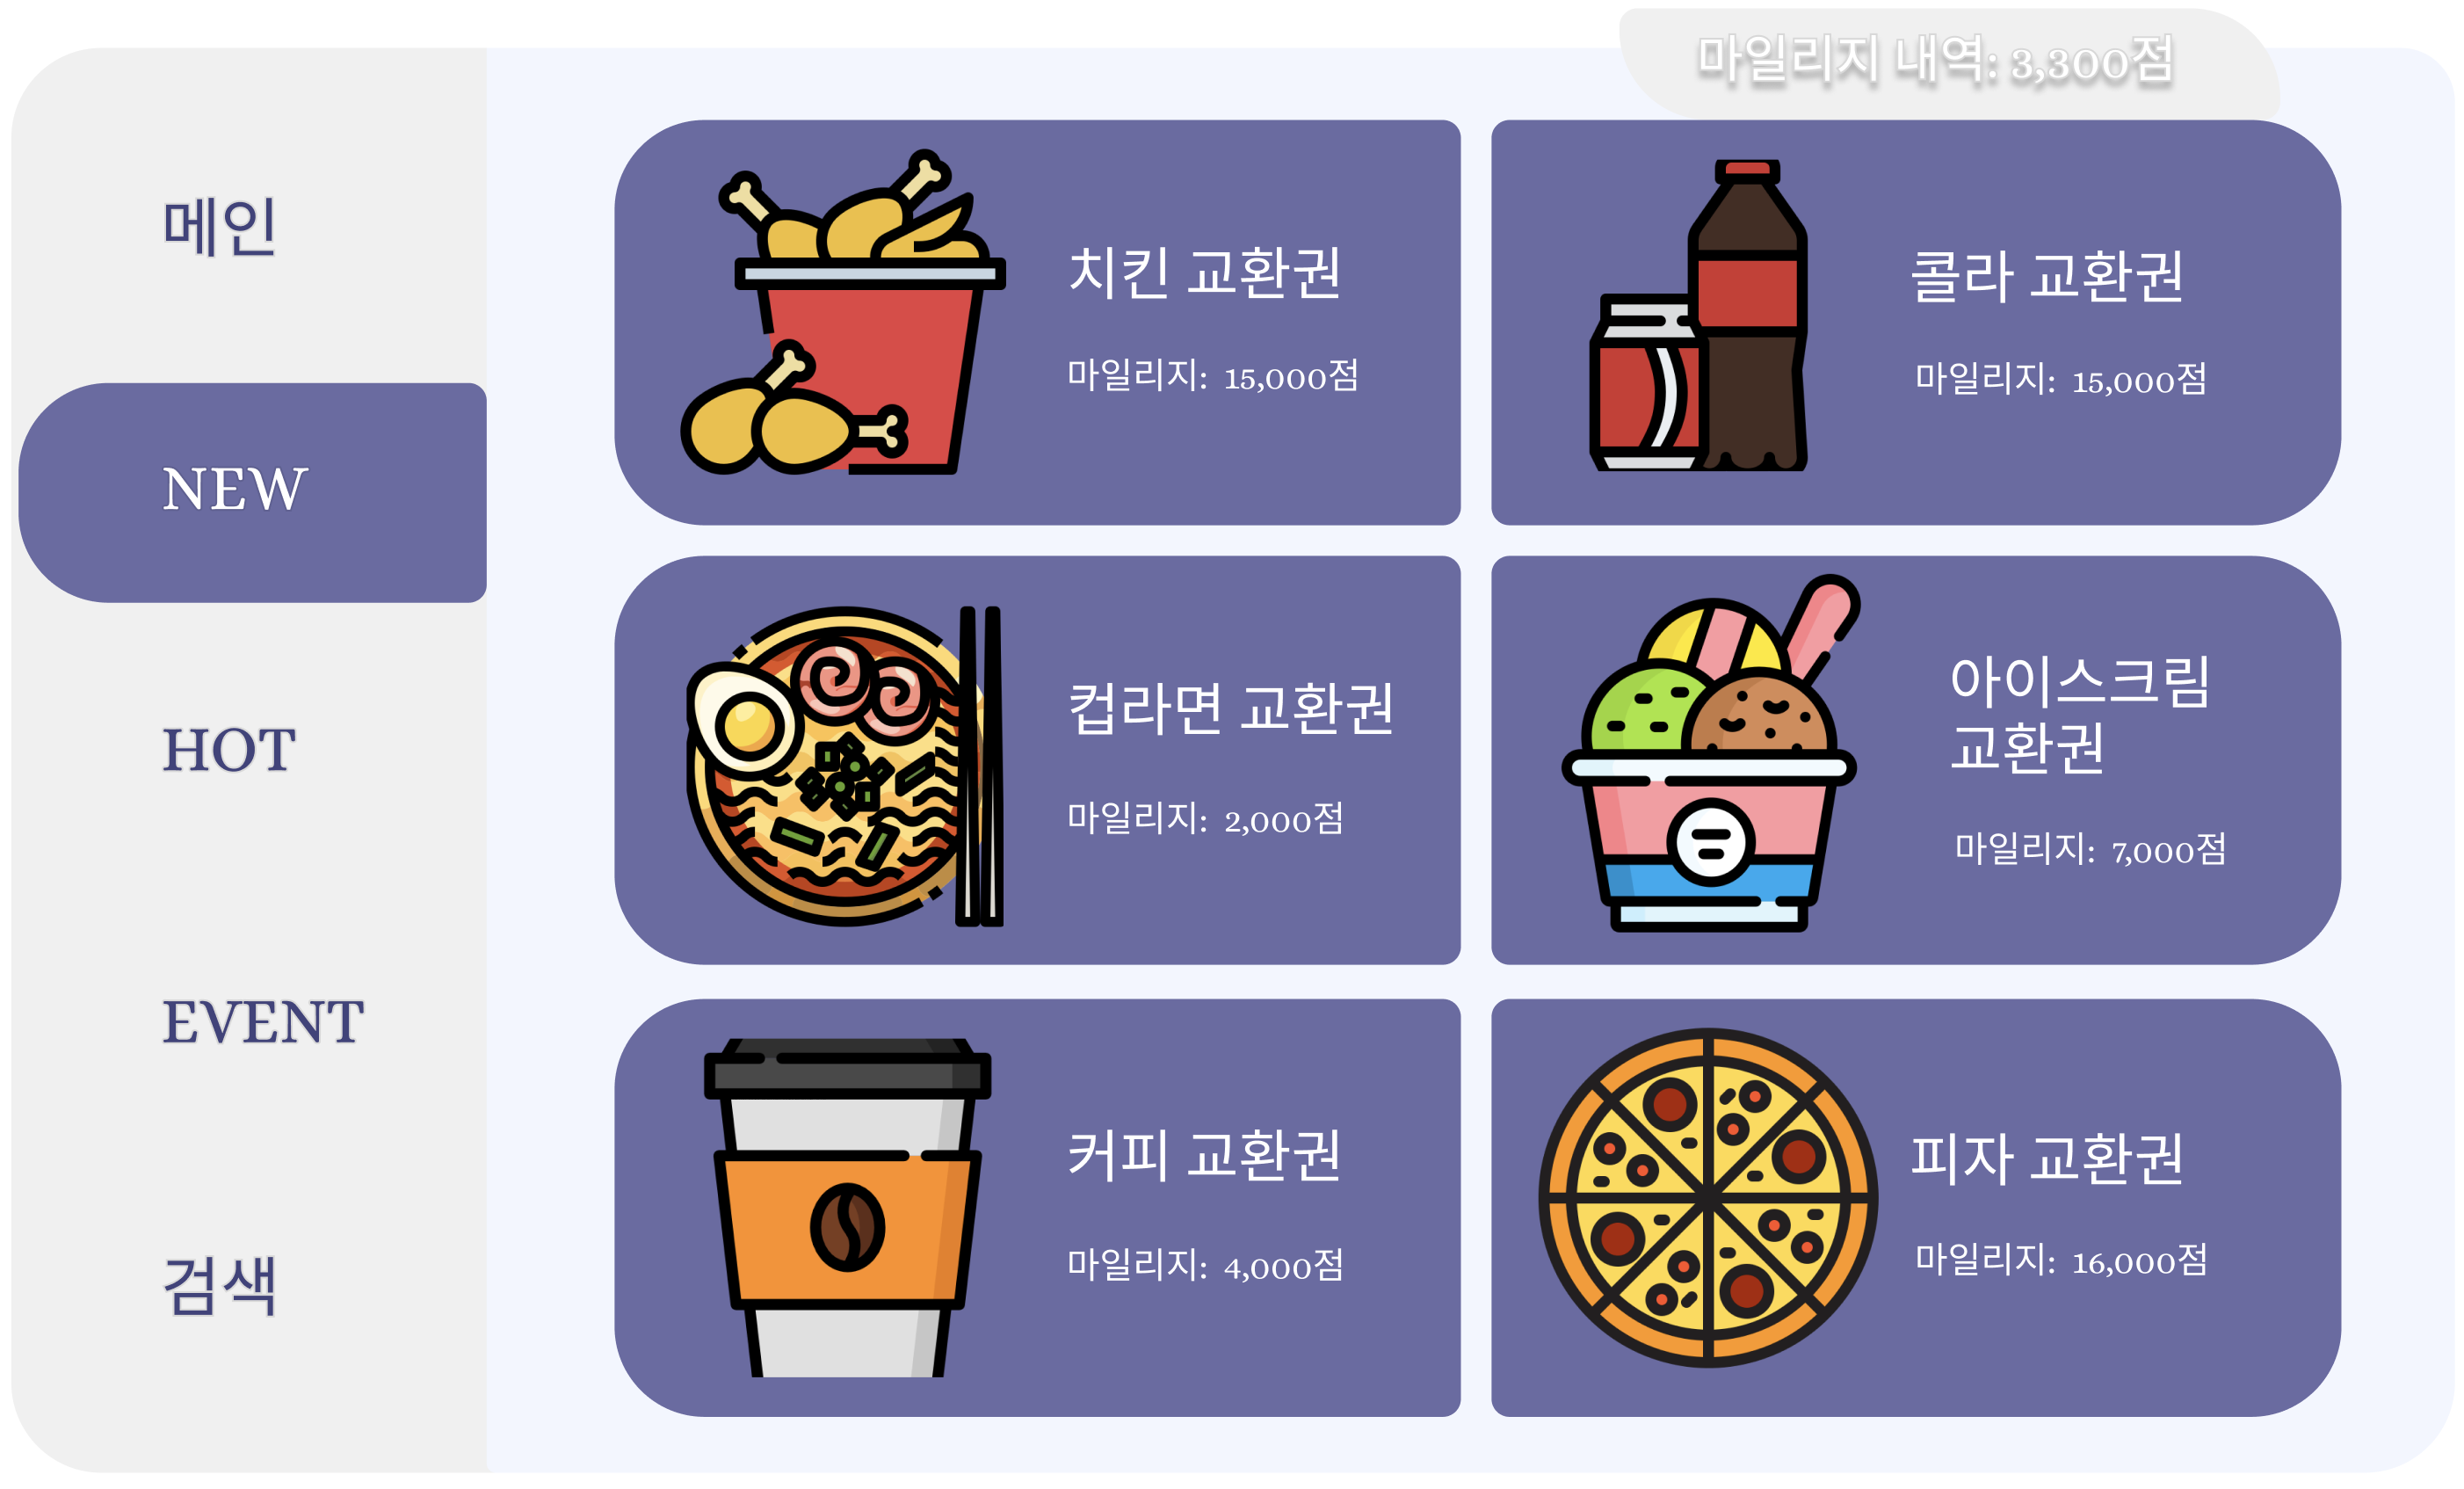 마일리지 내역: 3,300점
메인
NEW
HOT
EVENT
검색
치킨 교환권
마일리지: 15,000점
콜라 교환권
마일리지: 15,000점
컵라면 교환권
마일리지: 2,000점
아이스크림
교환권
마일리지: 7,000점
커피 교환권
마일리지: 4,000점
피자 교환권
마일리지: 16,000점